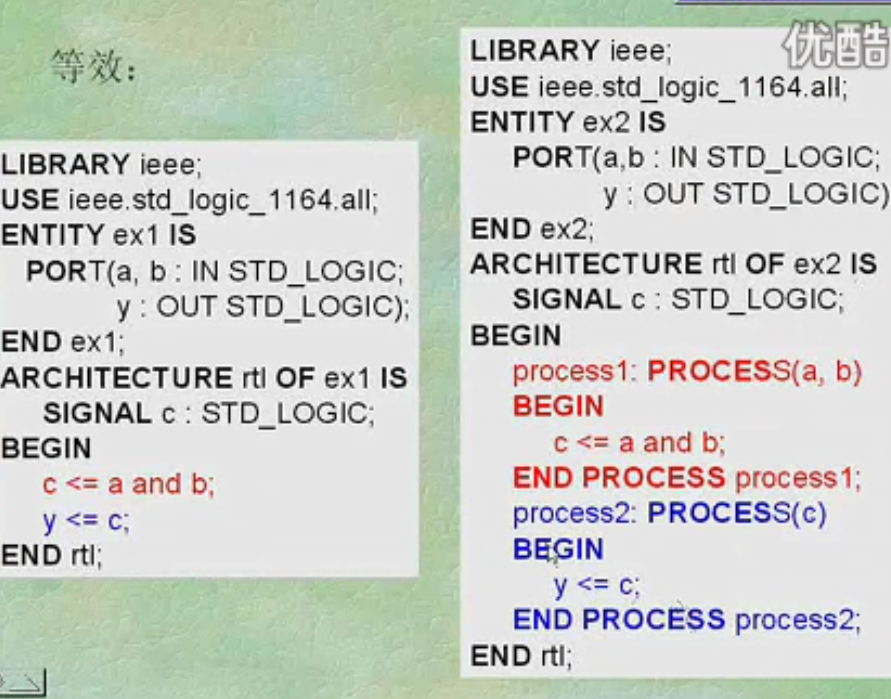 等效：
LIBRARY ieee;
USE ieee.std_logic_1164.all;
ENTITY ex1 IS
PORT(a, b : IN STD_LOGIC;
y : OUT STD_LOGIC);
END ex1;
ARCHITECTURE rtl OF ex1 IS
SIGNAL c : STD_LOGIC;
BEGIN
c <= a and b;
y <= c;
END rtl;
优酷
LIBRARY ieee;
USE ieee.std_logic_1164.all;
ENTITY ex2 IS
PORT(a,b : IN STD_LOGIC;
y : OUT STD_LOGIC)
END ex2;
ARCHITECTURE rtl OF ex2 IS
SIGNAL c : STD_LOGIC;
BEGIN
process1: PROCESS(a, b)
BEGIN
c <= a and b;
END PROCESS process1;
process2: PROCESS(c)
BEGIN
y <= c;
END PROCESS process2;
END rtl;